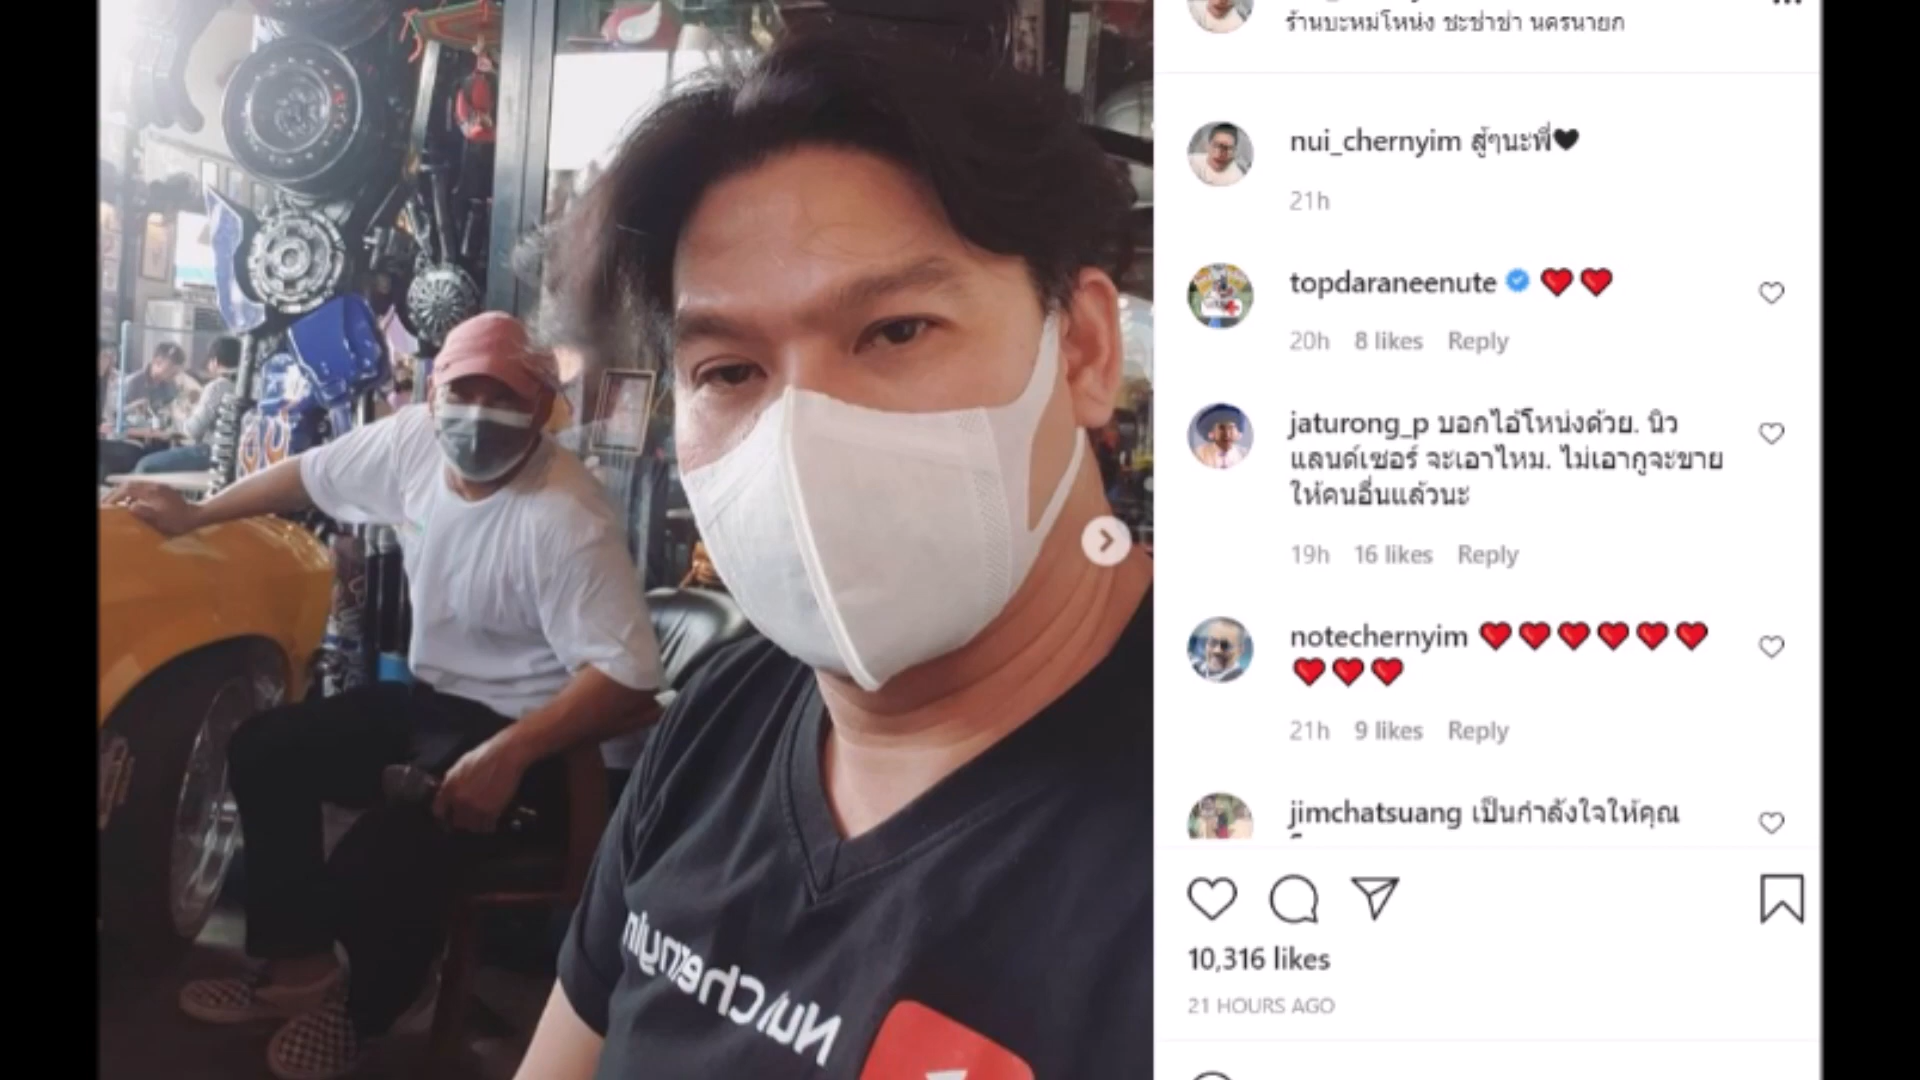 ร้านบะหมี่โหน่ง ชะช่าช่า นครนายก
nui_chernyim สู้ๆนะพี่🖤
21h
topdaraneenute ❤️❤️
20h 8 likes Reply
jaturong_p บอกไอ้โหน่งด้วย. นิว
แลนด์เซอร์ จะเอาไหม. ไม่เอากูจะขาย
ให้คนอื่นแล้วนะ
19h 16 likes Reply
notechernyim ❤️❤️❤️❤️❤️❤️
❤️❤️❤️
21h 9 likes Reply
jimchatsuang เป็นกำลังใจให้คุณ
10,316 likes
21 HOURS AGO
Nui Chernyim